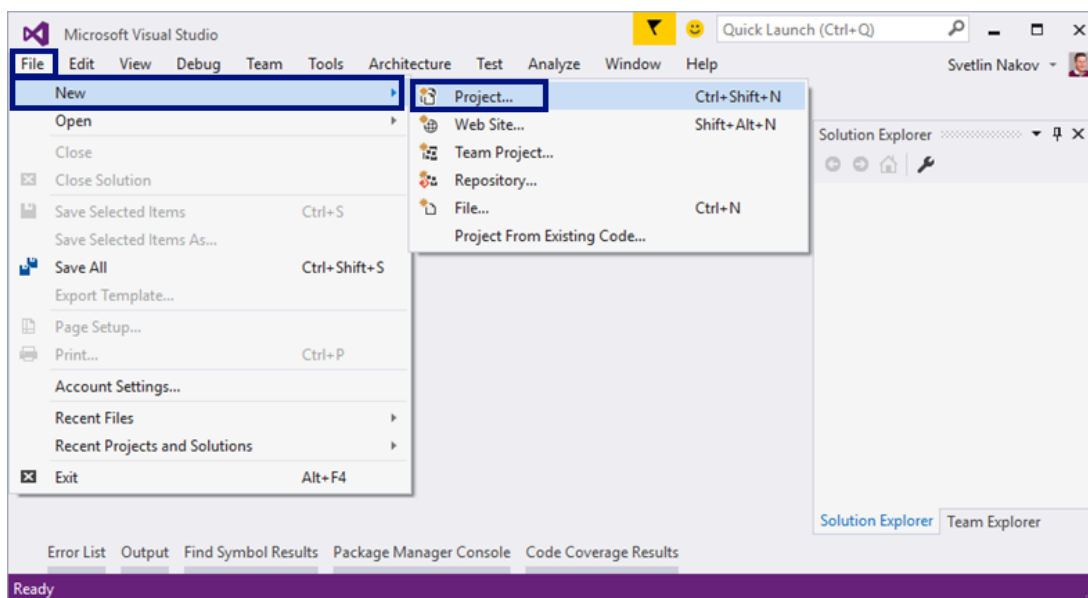 Microsoft Visual Studio
Quick Launch (Ctrl+Q)
File Edit View Debug Team Tools Architecture Test Analyze Window Help
Svetlin Nakov
New
Open
Close
Close Solution
Save Selected Items Ctrl+S
Save Selected Items As...
Save All Ctrl+Shift+S
Export Template...
Page Setup...
Print... Ctrl+P
Account Settings...
Recent Files
Recent Projects and Solutions
Exit Alt+F4
Project... Ctrl+Shift+N
Web Site... Shift+Alt+N
Team Project...
Repository...
File... Ctrl+N
Project From Existing Code...
Solution Explorer
Solution Explorer Team Explorer
Error List Output Find Symbol Results Package Manager Console Code Coverage Results
Ready